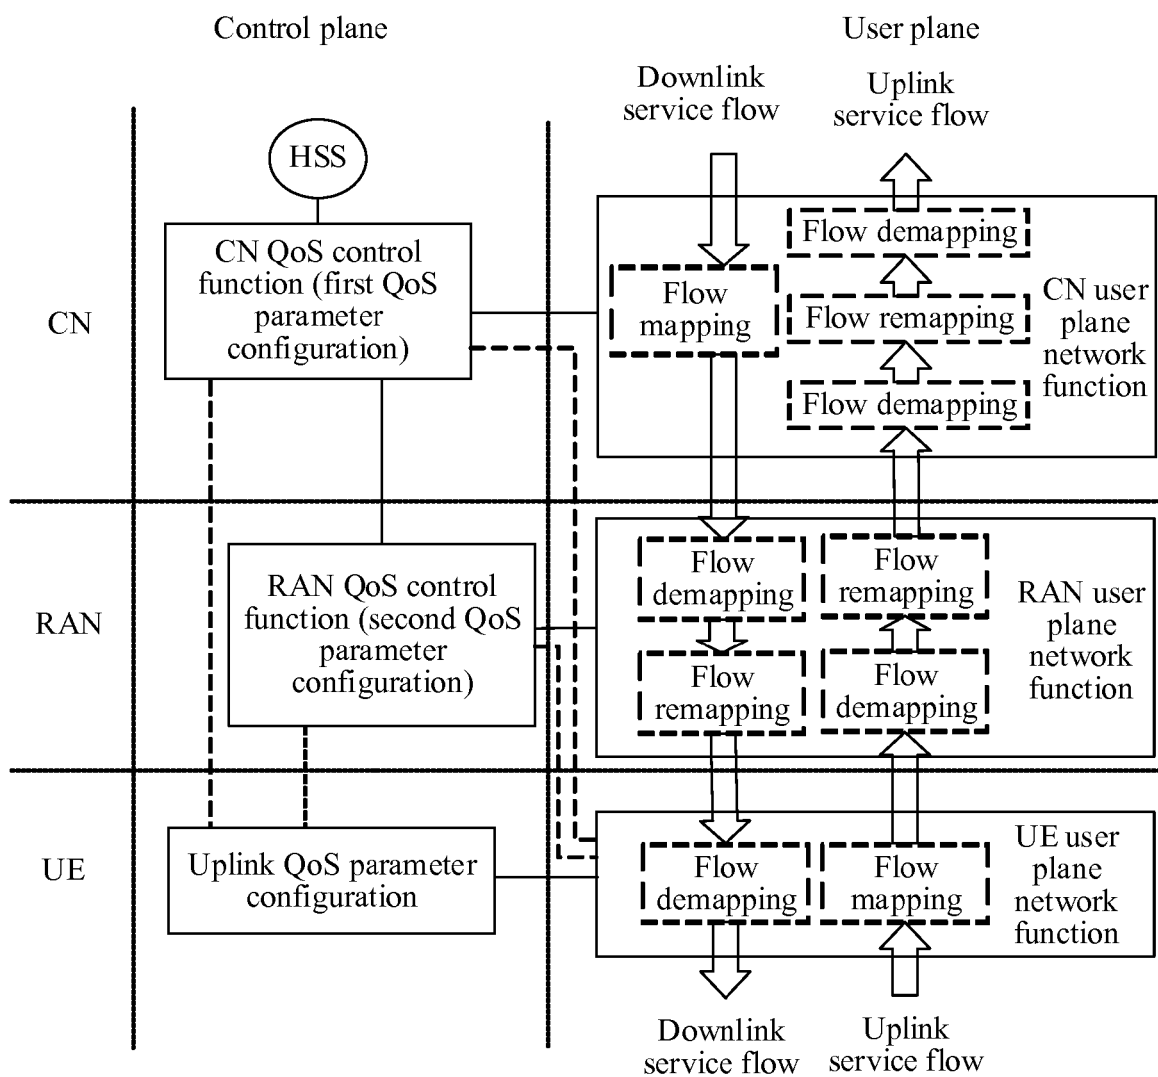 Control plane
User plane
Downlink
service flow
Uplink
service flow
HSS
CN
CN QoS control
function (first QoS
parameter
configuration)
Flow
mapping
Flow demapping
Flow remapping
Flow demapping
CN user
plane
network
function
RAN
RAN QoS control
function (second QoS
parameter
configuration)
Flow
demapping
Flow
remapping
Flow
remapping
Flow
demapping
RAN user
plane
network
function
UE
Uplink QoS parameter
configuration
Flow
demapping
Flow
mapping
UE user
plane
network
function
Downlink
service flow
Uplink
service flow